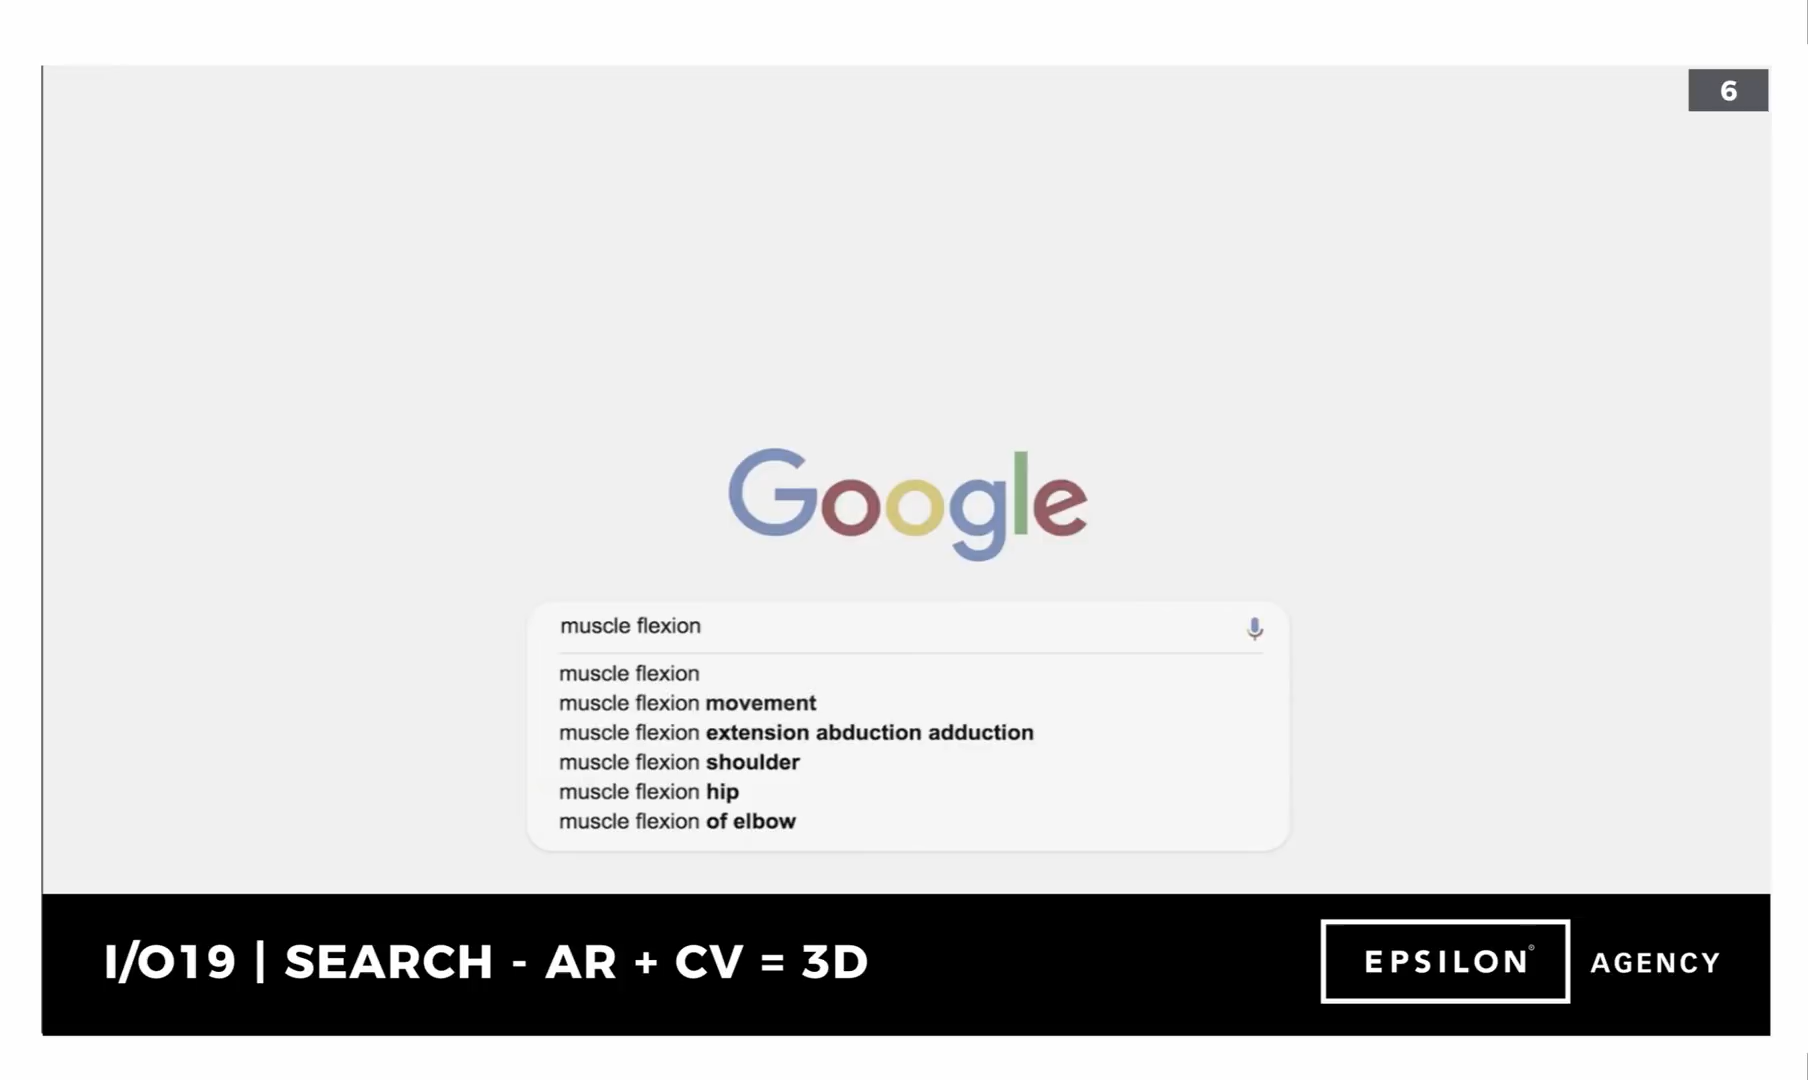 6
Google
muscle flexion
muscle flexion
muscle flexion movement
muscle flexion extension abduction adduction
muscle flexion shoulder
muscle flexion hip
muscle flexion of elbow
I/O19 | SEARCH - AR + CV = 3D
EPSILON® AGENCY